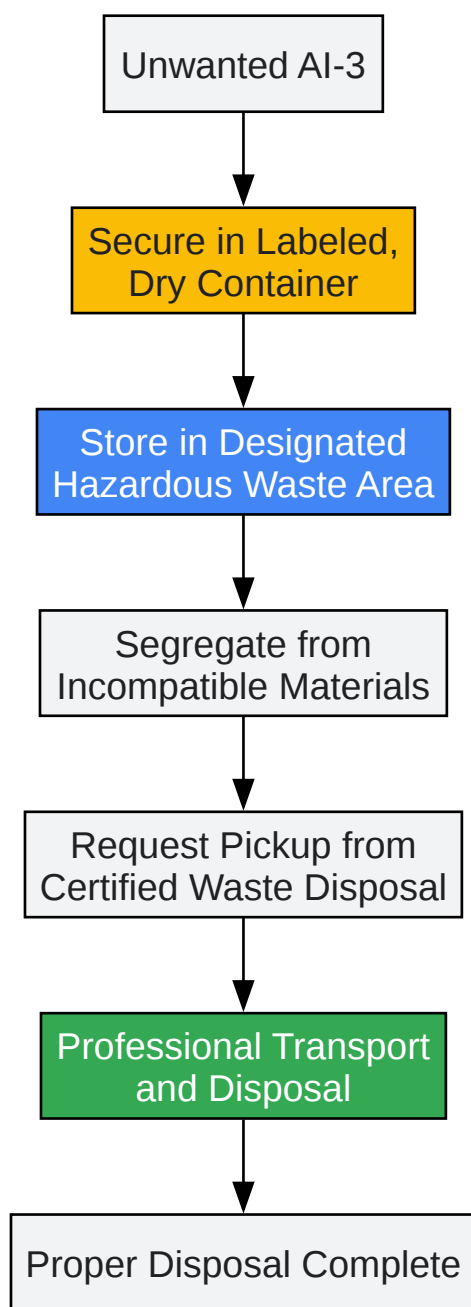 Unwanted AI-3
Secure in Labeled,
Dry Container
Store in Designated
Hazardous Waste Area
Segregate from
Incompatible Materials
Request Pickup from
Certified Waste Disposal
Professional Transport
and Disposal
Proper Disposal Complete